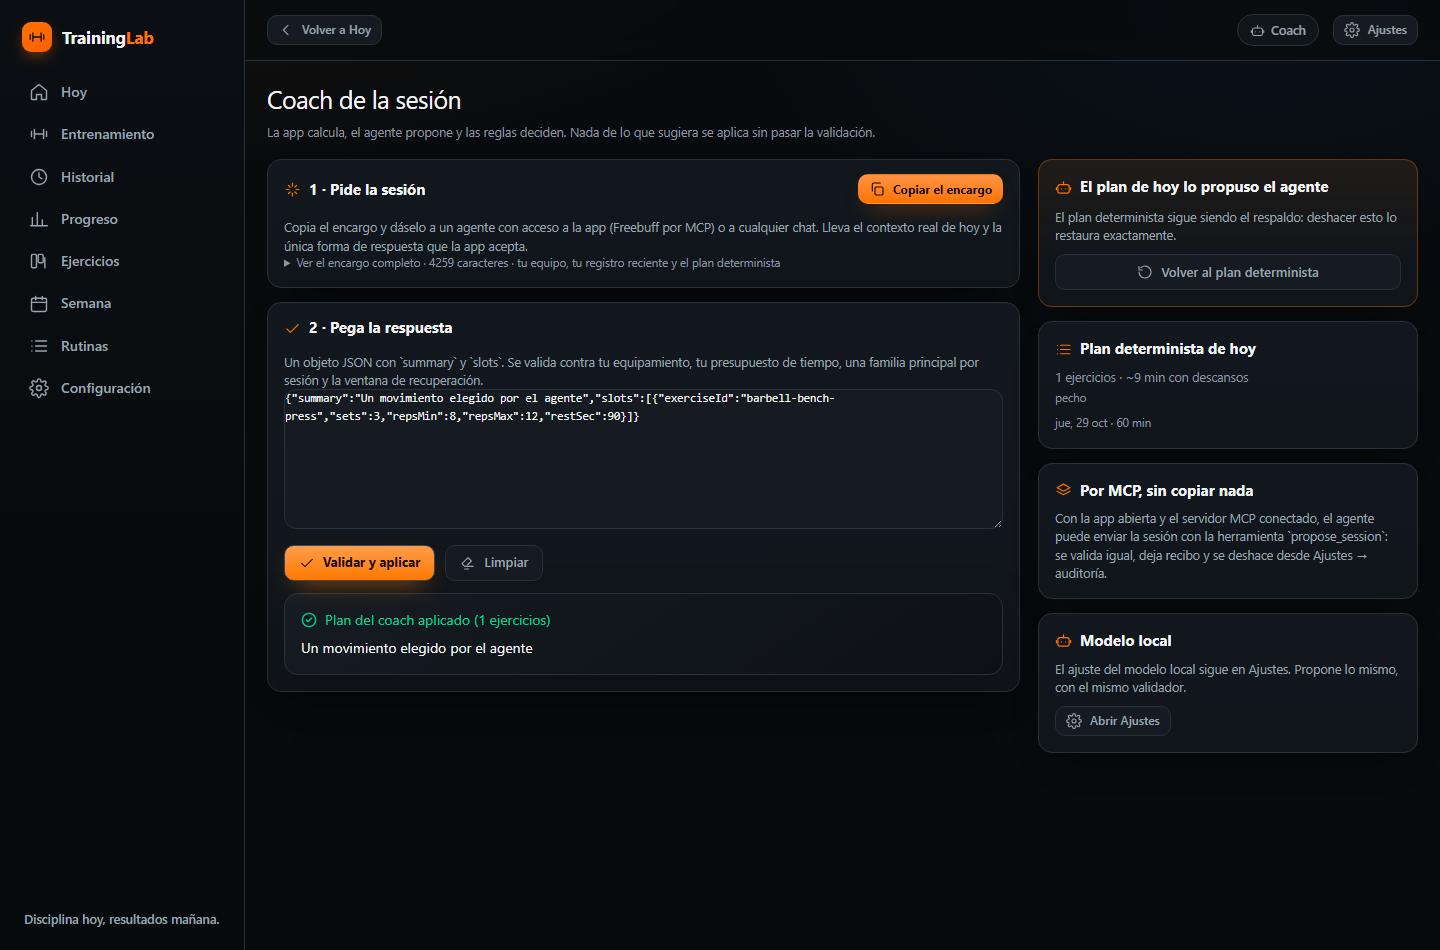 TrainingLab
Hoy
Entrenamiento
Historial
Progreso
Ejercicios
Semana
Rutinas
Configuración
Disciplina hoy, resultados mañana.
Volver a Hoy
Coach
Ajustes
Coach de la sesión
La app calcula, el agente propone y las reglas deciden. Nada de lo que sugiera se aplica sin pasar la validación.
1 · Pide la sesión
Copiar el encargo
Copia el encargo y dáselo a un agente con acceso a la app (Freebuff por MCP) o a cualquier chat. Lleva el contexto real de hoy y la
única forma de respuesta que la app acepta.
Ver el encargo completo · 4259 caracteres · tu equipo, tu registro reciente y el plan determinista
2 · Pega la respuesta
Un objeto JSON con `summary` y `slots`. Se valida contra tu equipamiento, tu presupuesto de tiempo, una familia principal por
sesión y la ventana de recuperación.
{"summary":"Un movimiento elegido por el agente","slots":[{"exerciseId":"barbell-bench-
press","sets":3,"repsMin":8,"repsMax":12,"restSec":90}]}
Validar y aplicar
Limpiar
Plan del coach aplicado (1 ejercicios)
Un movimiento elegido por el agente
El plan de hoy lo propuso el agente
El plan determinista sigue siendo el respaldo: deshacer esto lo
restaura exactamente.
Volver al plan determinista
Plan determinista de hoy
1 ejercicios · ~9 min con descansos
pecho
jue, 29 oct · 60 min
Por MCP, sin copiar nada
Con la app abierta y el servidor MCP conectado, el agente
puede enviar la sesión con la herramienta `propose_session`:
se valida igual, deja recibo y se deshace desde Ajustes →
auditoría.
Modelo local
El ajuste del modelo local sigue en Ajustes. Propone lo mismo,
con el mismo validador.
Abrir Ajustes